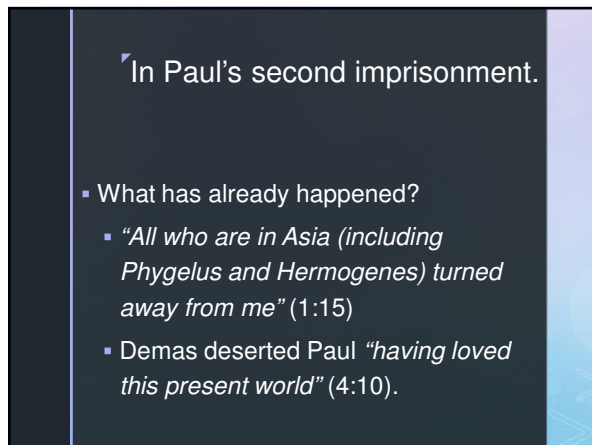 In Paul’s second imprisonment.
▪ What has already happened?
▪ “All who are in Asia (including
Phygelus and Hermogenes) turned
away from me” (1:15)
▪ Demas deserted Paul “having loved
this present world” (4:10).